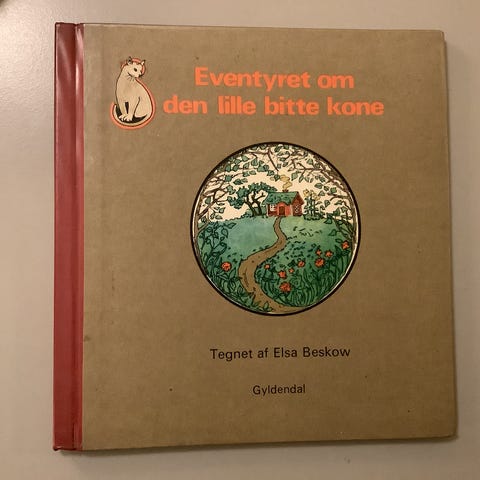 Eventyret om
den lille bitte kone
Tegnet af Elsa Beskow
Gyldendal